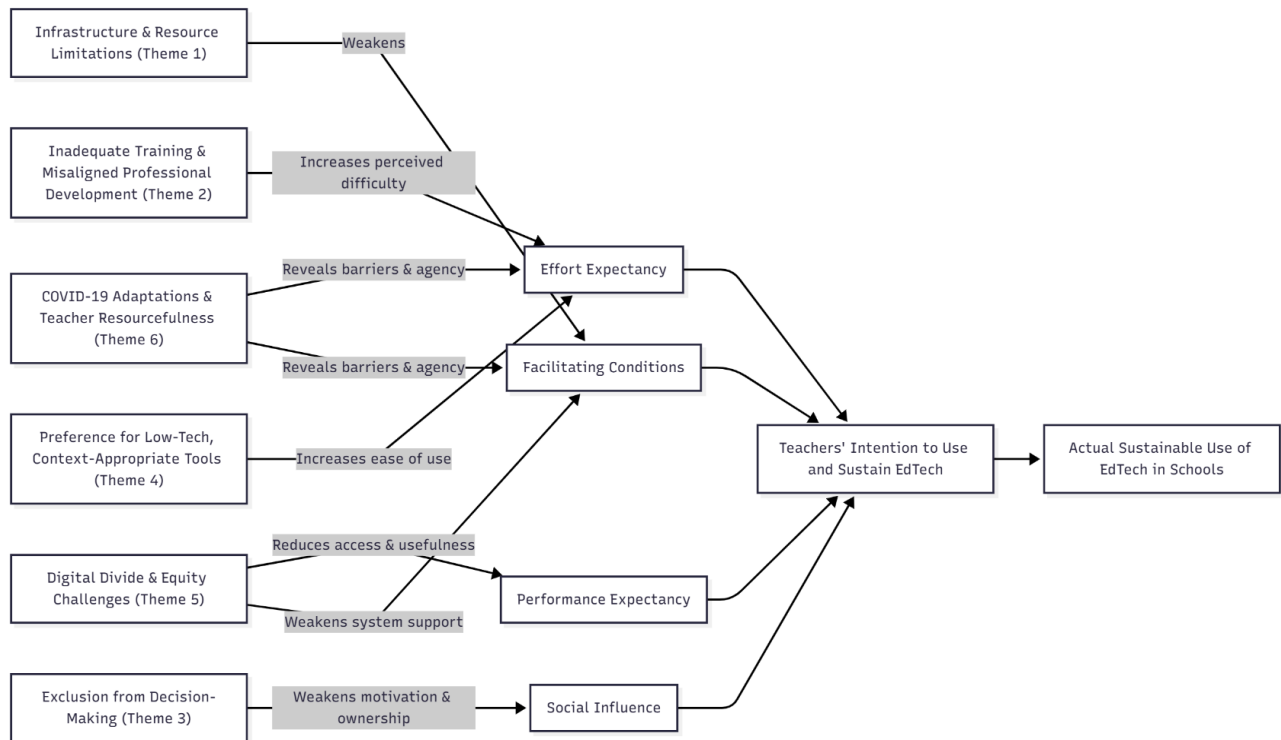 Infrastructure & Resource
Limitations (Theme 1)
Weakens
Inadequate Training &
Misaligned Professional
Development (Theme 2)
Increases perceived
difficulty
COVID-19 Adaptations &
Teacher Resourcefulness
(Theme 6)
Reveals barriers & agency
Reveals barriers & agency
Effort Expectancy
Facilitating Conditions
Preference for Low-Tech,
Context-Appropriate Tools
(Theme 4)
Increases ease of use
Teachers' Intention to Use
and Sustain EdTech
Actual Sustainable Use of
EdTech in Schools
Digital Divide & Equity
Challenges (Theme 5)
Reduces access & usefulness
Weakens system support
Performance Expectancy
Exclusion from Decision-
Making (Theme 3)
Weakens motivation &
ownership
Social Influence